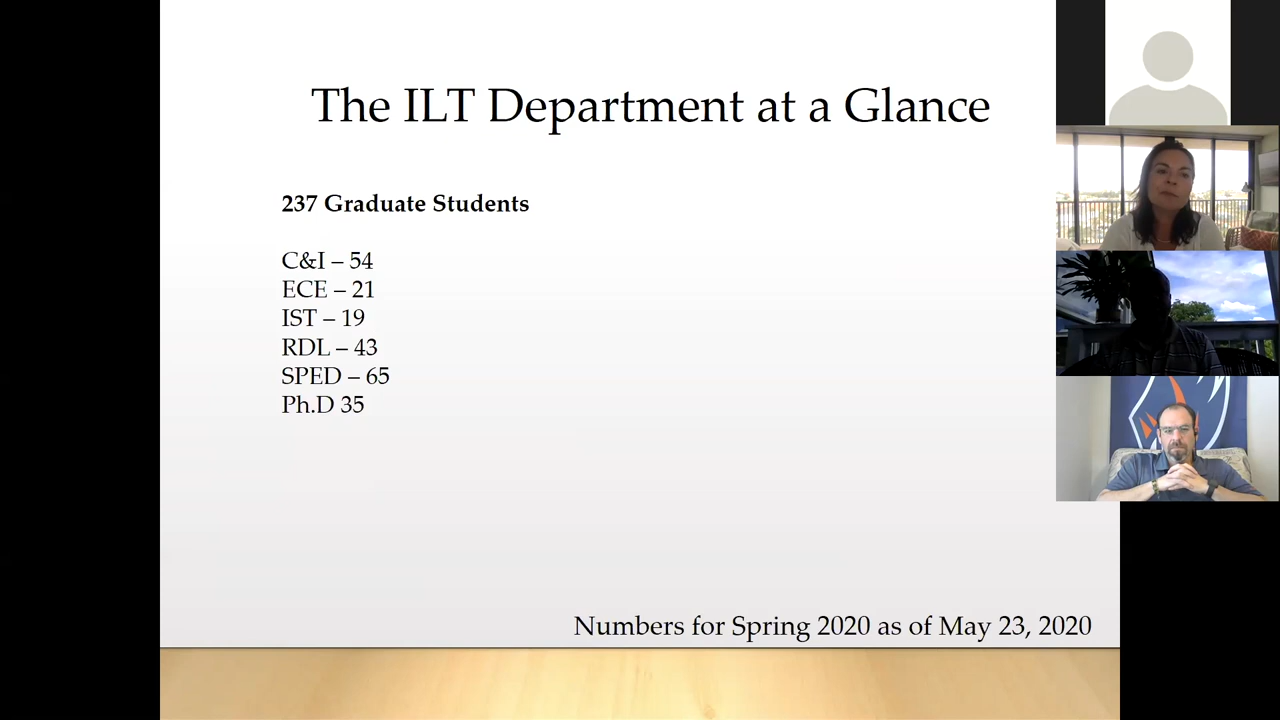 The ILT Department at a Glance
237 Graduate Students
C&I – 54
ECE – 21
IST – 19
RDL – 43
SPED – 65
Ph.D 35
Numbers for Spring 2020 as of May 23, 2020